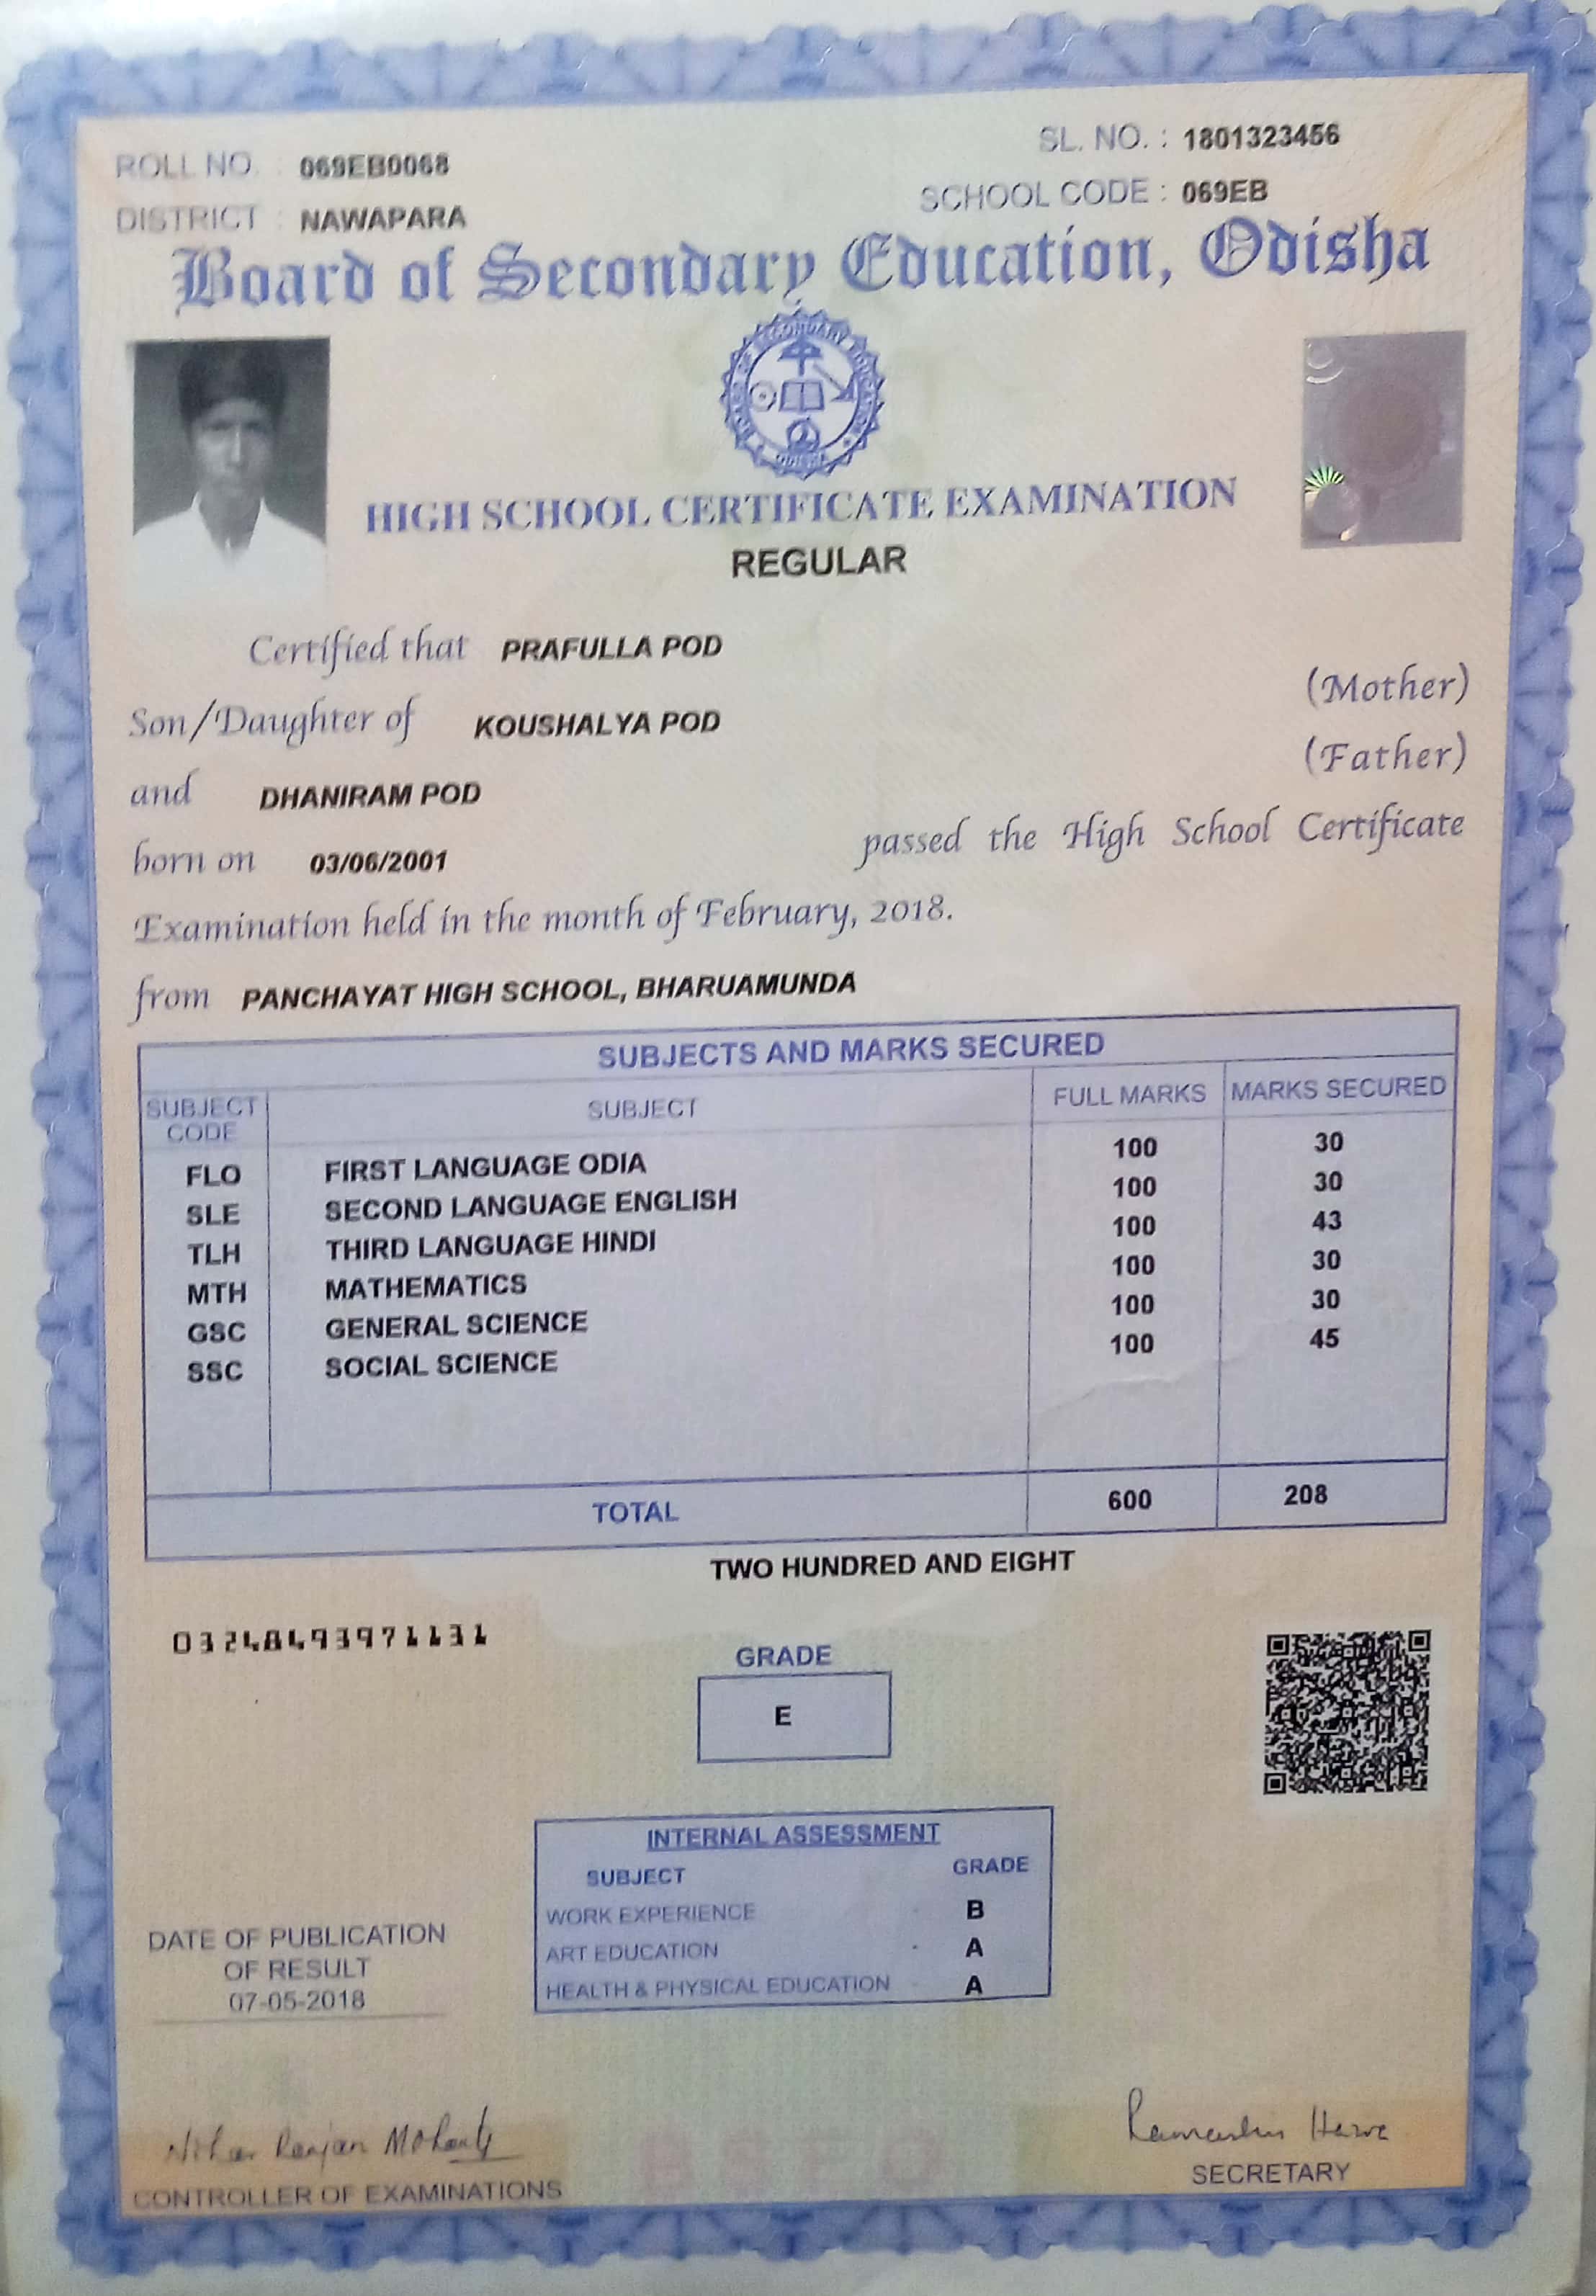 ROLL NO. : 069EB0068
SL. NO. : 1801323456
DISTRICT : NAWAPARA
SCHOOL CODE : 069EB
Board of Secondary Education, Odisha
HIGH SCHOOL CERTIFICATE EXAMINATION
REGULAR
Certified that PRAFULLA POD
Son/Daughter of KOUSHALYA POD (Mother)
and DHANIRAM POD (Father)
born on 03/06/2001 passed the High School Certificate
Examination held in the month of February, 2018.
from PANCHAYAT HIGH SCHOOL, BHARUAMUNDA
SUBJECTS AND MARKS SECURED
SUBJECT CODE SUBJECT FULL MARKS MARKS SECURED
FLO FIRST LANGUAGE ODIA 100 30
SLE SECOND LANGUAGE ENGLISH 100 30
TLH THIRD LANGUAGE HINDI 100 43
MTH MATHEMATICS 100 30
GSC GENERAL SCIENCE 100 30
SSC SOCIAL SCIENCE 100 45
TOTAL 600 208
TWO HUNDRED AND EIGHT
03248493971131
GRADE
E
INTERNAL ASSESSMENT
SUBJECT GRADE
WORK EXPERIENCE B
ART EDUCATION A
HEALTH & PHYSICAL EDUCATION A
DATE OF PUBLICATION
OF RESULT
07-05-2018
Nihar Ranjan Mohanty
CONTROLLER OF EXAMINATIONS
SECRETARY